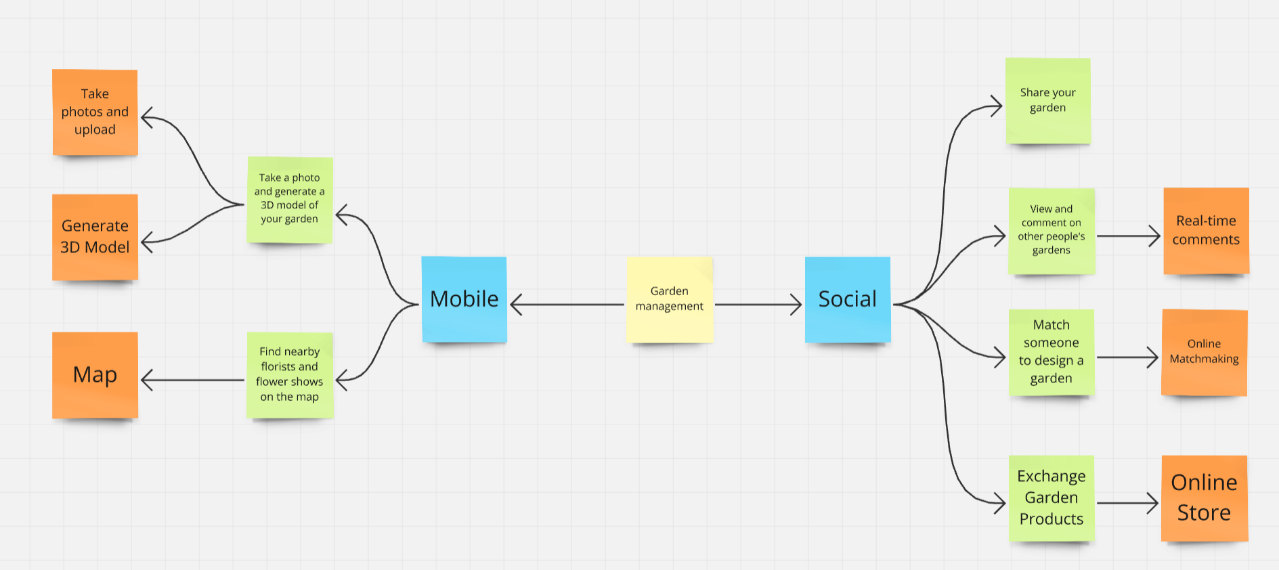 Take
photos and
upload
Generate
3D Model
Map
Take a photo
and generate a
3D model of
your garden
Find nearby
florists and
flower shows
on the map
Mobile
Garden
management
Social
Share your
garden
View and
comment on
other people's
gardens
Real-time
comments
Match
someone
to design a
garden
Online
Matchmaking
Exchange
Garden
Products
Online
Store